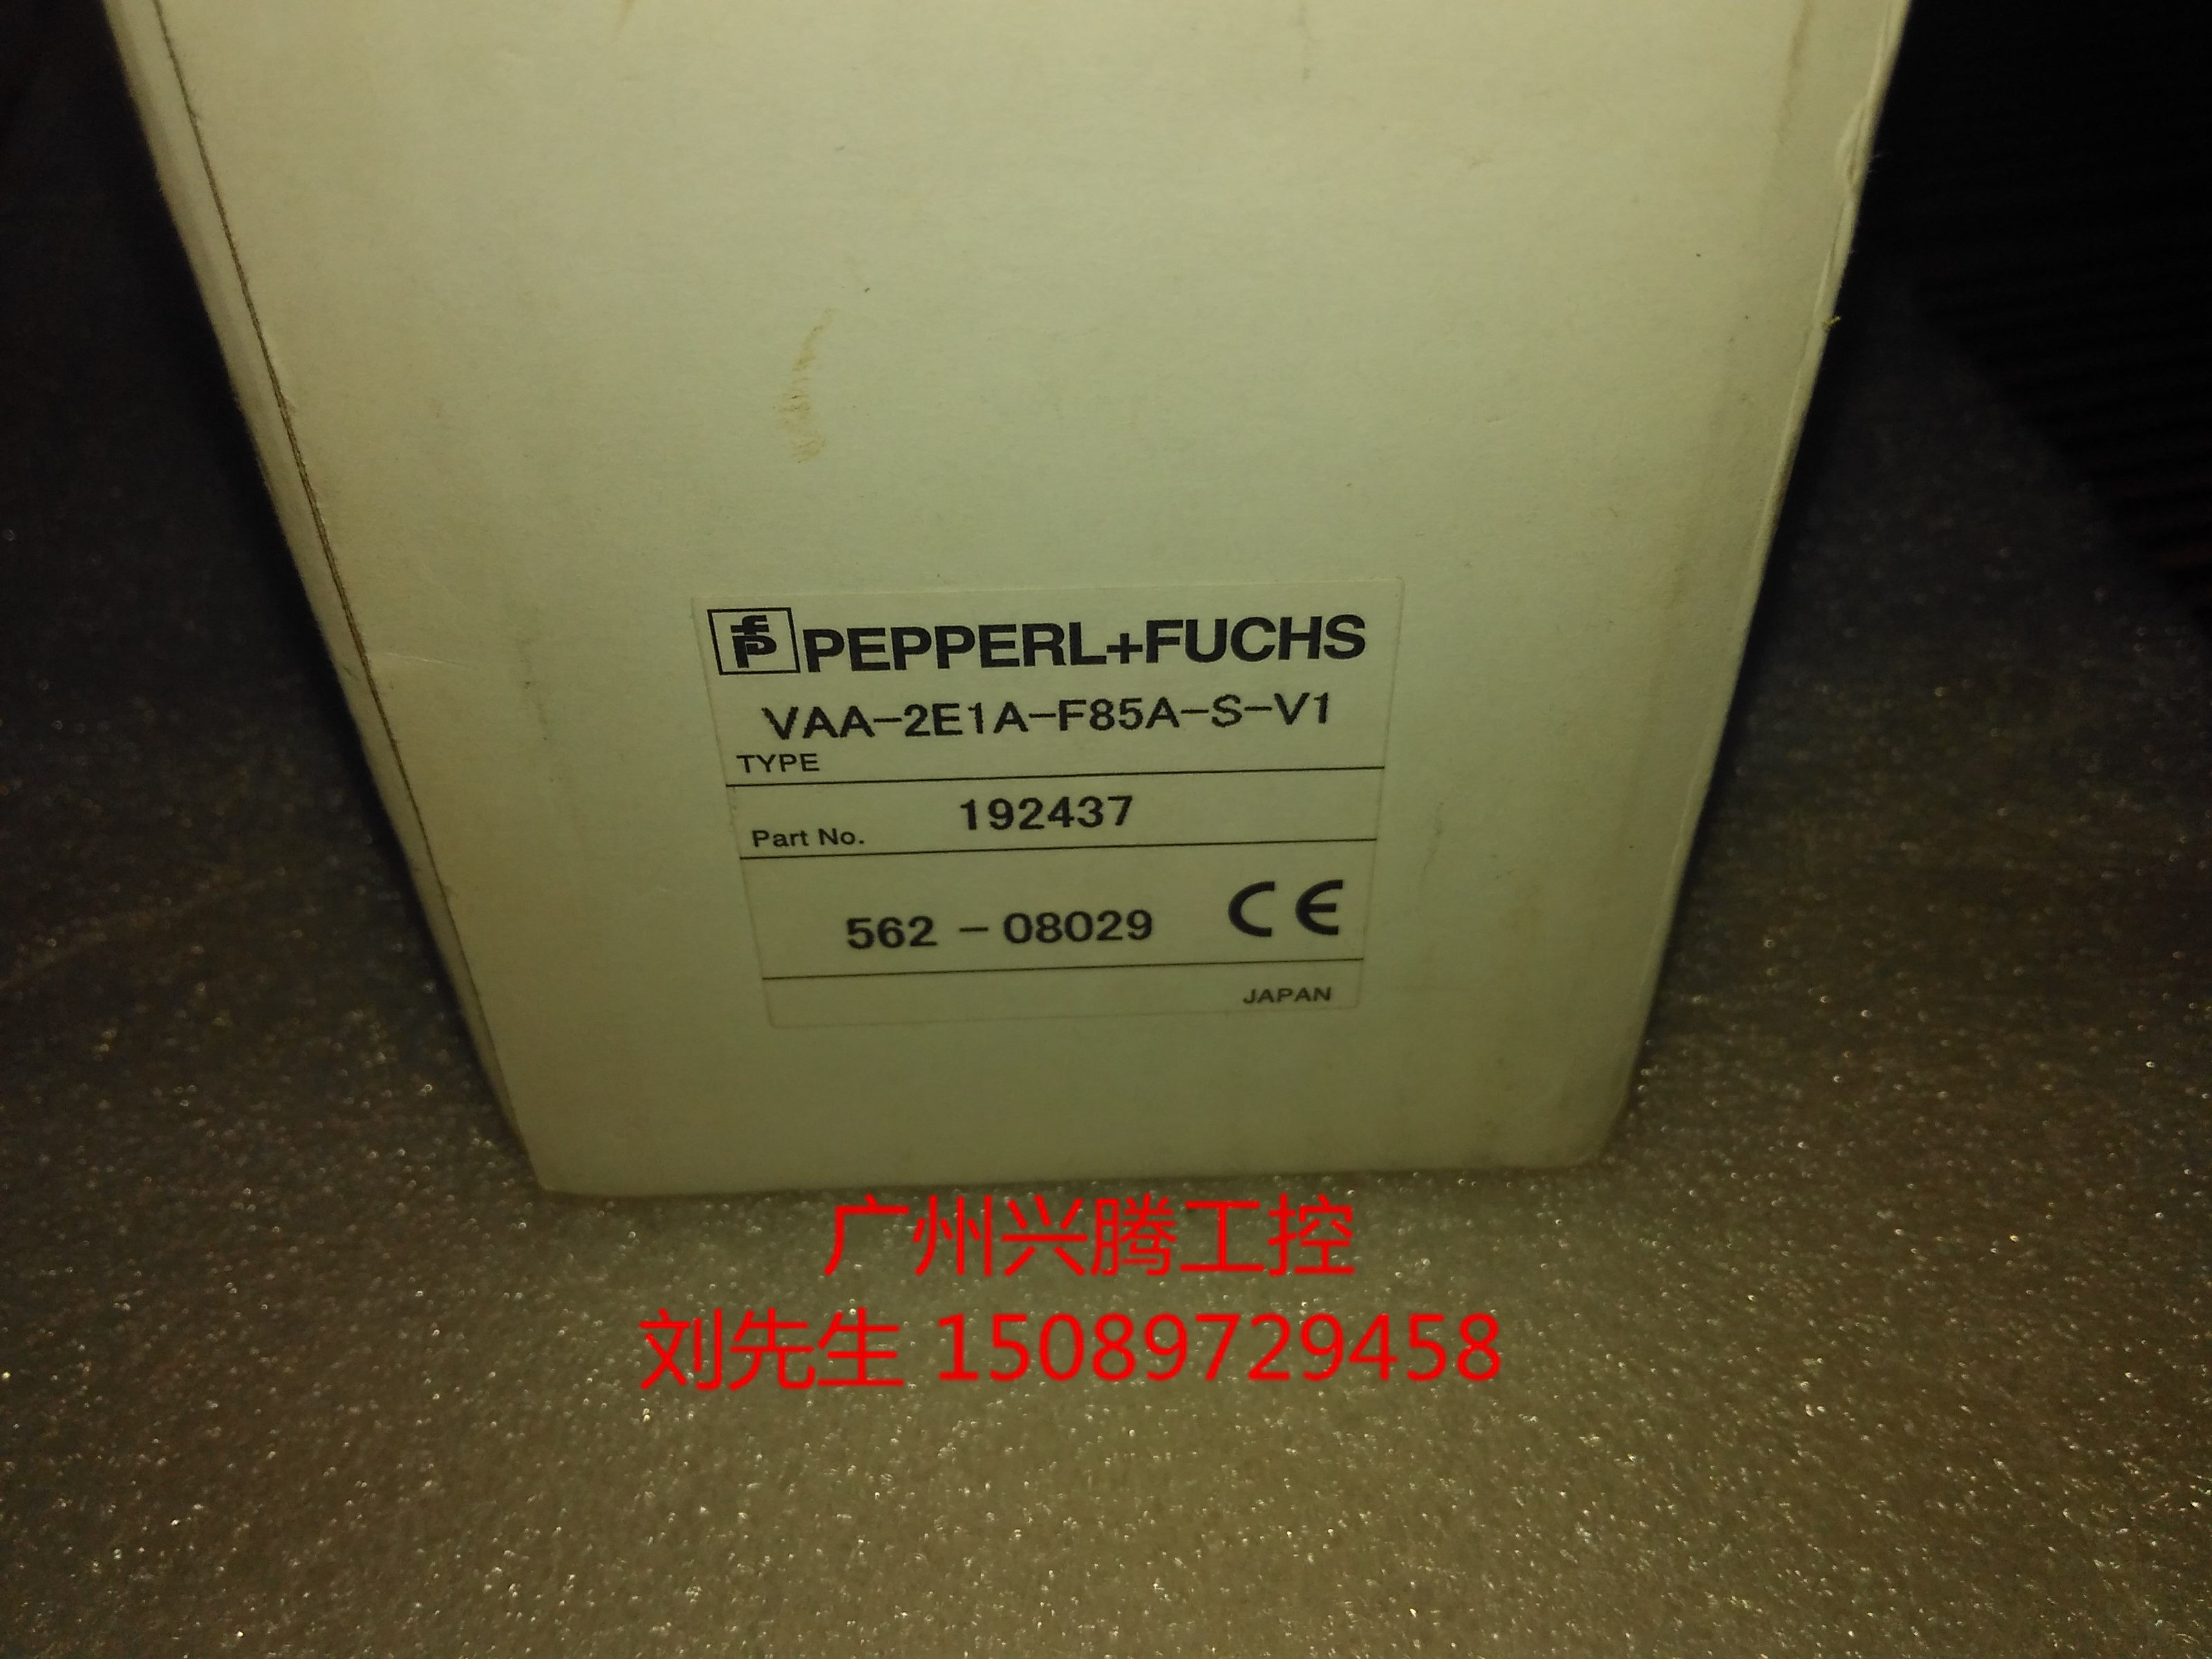 PEPPERL+FUCHS
VAA-2E1A-F85A-S-V1
TYPE
192437
Part No.
562 - 08029 CE
JAPAN
广州兴腾工控
刘先生 15089729458